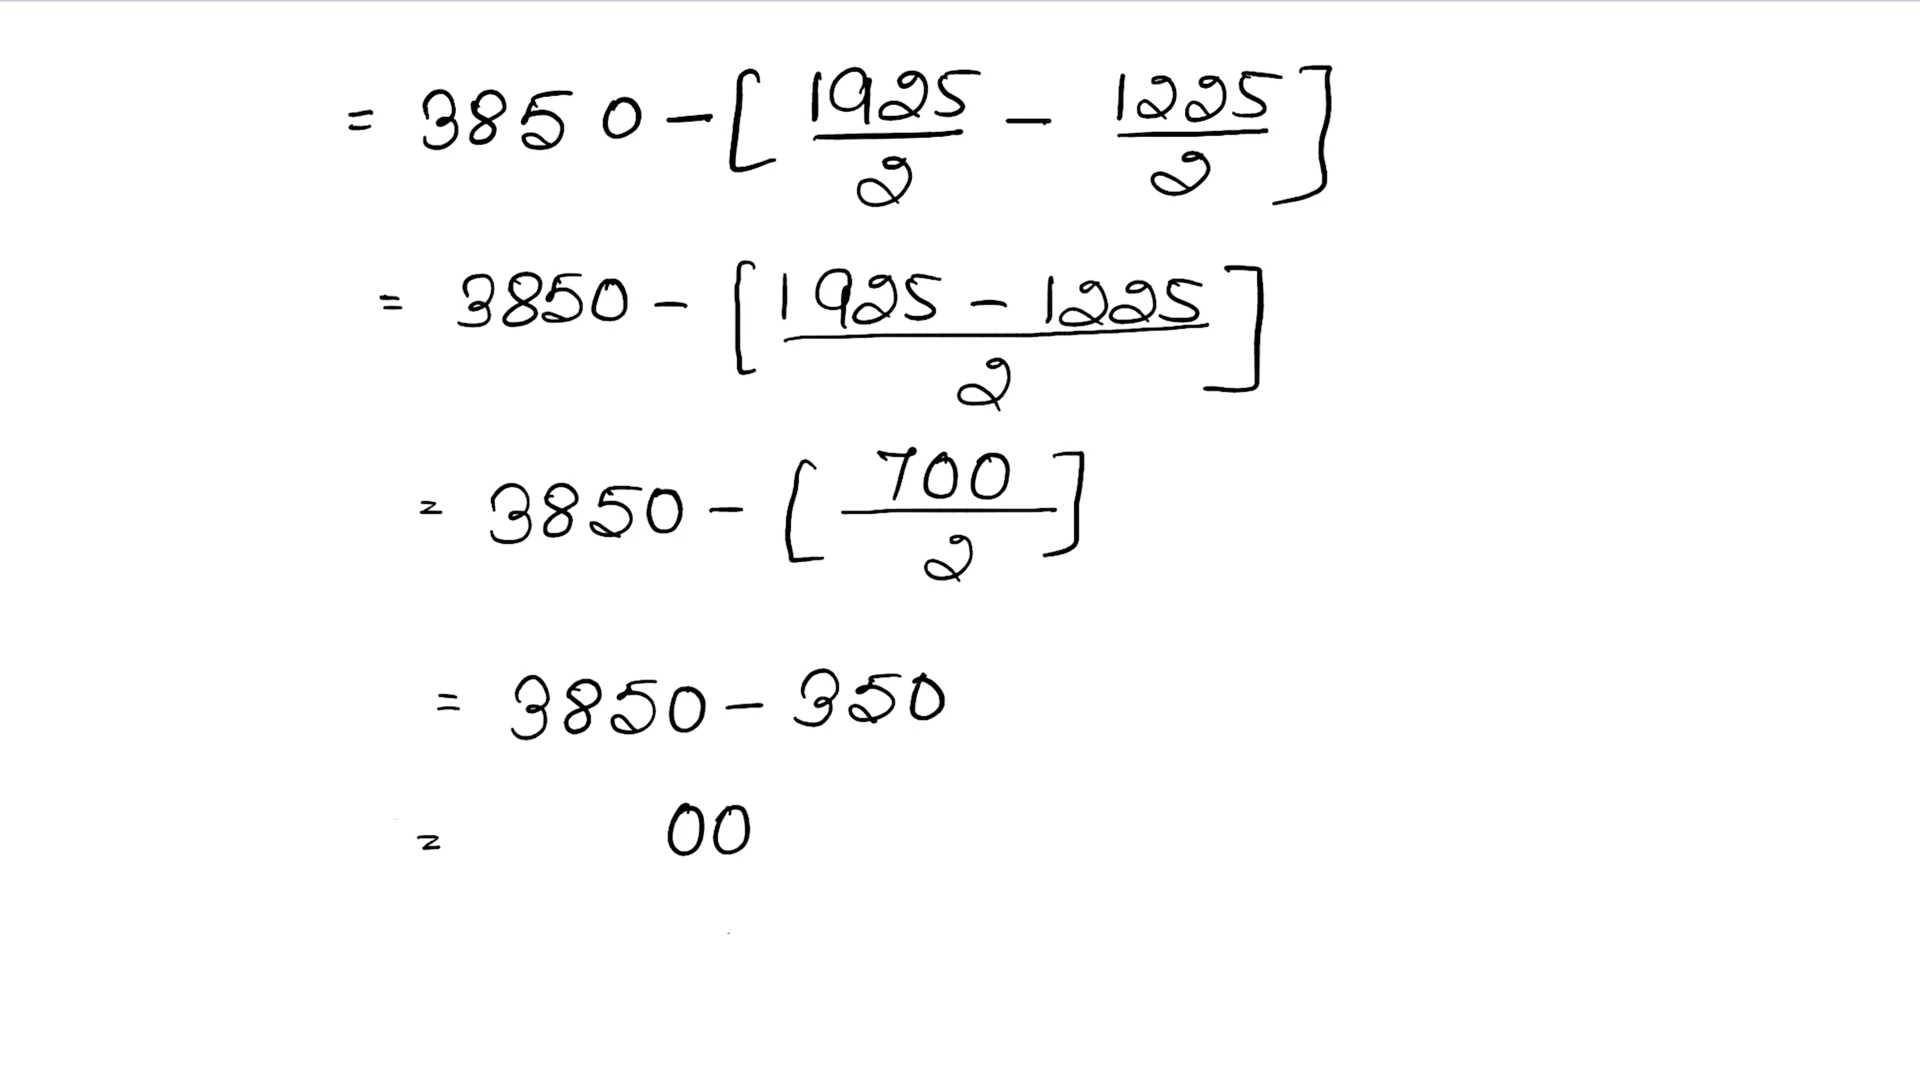 = 3850 - [ 1925/2 - 1225/2 ]
= 3850 - [ 1925 - 1225 / 2 ]
= 3850 - [ 700/2 ]
= 3850 - 350
= 00